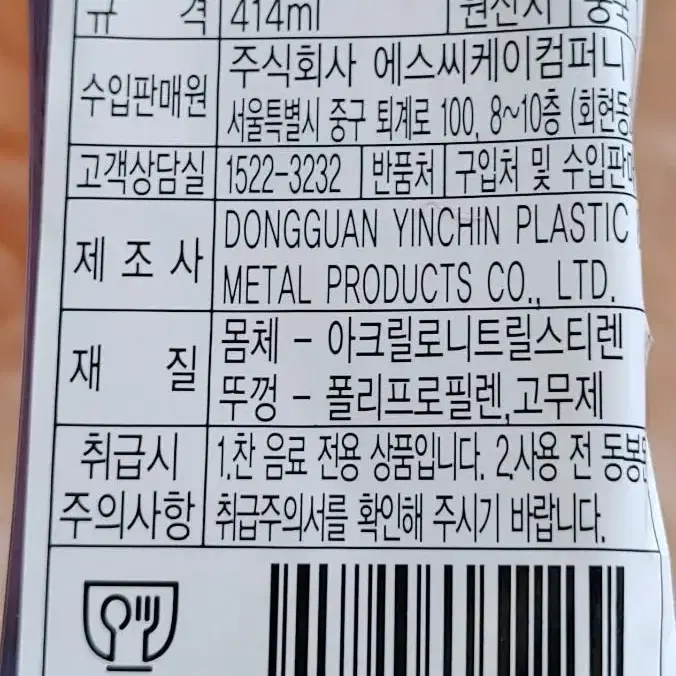 규 격 414ml 원산지 중국
수입판매원 주식회사 에스씨케이컴퍼니
서울특별시 중구 퇴계로 100, 8~10층 (회현동
고객상담실 1522-3232 반품처 구입처 및 수입판
제 조 사 DONGGUAN YINCHIN PLASTIC
METAL PRODUCTS CO., LTD.
재 질 몸체 - 아크릴로니트릴스티렌
뚜껑 - 폴리프로필렌,고무제
취급시 1.찬 음료 전용 상품입니다. 2.사용 전 동봉
주의사항 취급주의서를 확인해 주시기 바랍니다.